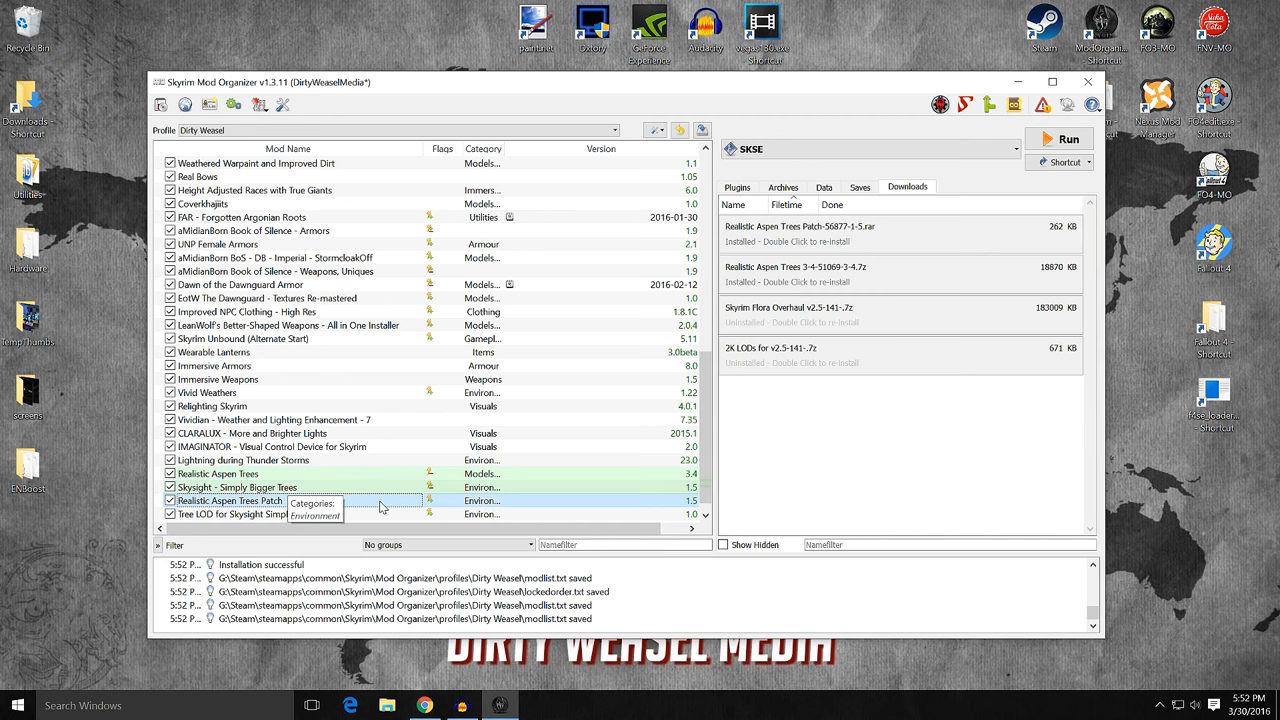 Recycle Bin
paint.net
Oxtory
GeForce Experience
Audacity
vegas130.exe Shortcut
Steam
ModOrganiz... Shortcut
FO3-MO
FNV-MO
Downloads - Shortcut
Utilities
Hardware
TempThumbs
screens
ENBoost
Nexus Mod Manager
FO4edit.exe - Shortcut
FO4-MO
Fallout 4
Fallout 4 - Shortcut
f4se_loader... - Shortcut
Skyrim Mod Organizer v1.3.11 (DirtyWeaselMedia*)
Profile Dirty Weasel
Mod Name Flags Category Version
Weathered Warpaint and Improved Dirt Models... 1.1
Real Bows 1.05
Height Adjusted Races with True Giants Immers... 6.0
Coverkhajiits Models... 1.0
FAR - Forgotten Argonian Roots Utilities 2016-01-30
aMidianBorn Book of Silence - Armors 1.9
UNP Female Armors Armour 2.1
aMidianBorn BoS - DB - Imperial - StormcloakOff Models... 1.9
aMidianBorn Book of Silence - Weapons, Uniques 1.9
Dawn of the Dawnguard Armor Models... 2016-02-12
EotW The Dawnguard - Textures Re-mastered 1.0
Improved NPC Clothing - High Res Clothing 1.8.1C
LeanWolf's Better-Shaped Weapons - All in One Installer Models... 2.0.4
Skyrim Unbound (Alternate Start) Gamepl... 5.11
Wearable Lanterns Items 3.0beta
Immersive Armors Armour 8.0
Immersive Weapons Weapons 1.5
Vivid Weathers Environ... 1.22
Relighting Skyrim Visuals 4.0.1
Vividian - Weather and Lighting Enhancement - 7 7.35
CLARALUX - More and Brighter Lights Visuals 2015.1
IMAGINATOR - Visual Control Device for Skyrim Visuals 2.0
Lightning during Thunder Storms Environ... 23.0
Realistic Aspen Trees Models... 3.4
Skysight - Simply Bigger Trees Environ... 1.5
Realistic Aspen Trees Patch Environ... 1.5
Tree LOD for Skysight Simpl Environ... 1.0
Categories:
Environment
» Filter No groups Namefilter
SKSE
Run
Shortcut
Plugins Archives Data Saves Downloads
Name Filetime Done
Realistic Aspen Trees Patch-56877-1-5.rar 262 KB
Installed - Double Click to re-install
Realistic Aspen Trees 3-4-51069-3-4.7z 18870 KB
Installed - Double Click to re-install
Skyrim Flora Overhaul v2.5-141-.7z 183009 KB
Uninstalled - Double Click to re-install
2K LODs for v2.5-141-.7z 671 KB
Uninstalled - Double Click to re-install
Show Hidden Namefilter
5:52 P... Installation successful
5:52 P... G:\Steam\steamapps\common\Skyrim\Mod Organizer\profiles\Dirty Weasel\modlist.txt saved
5:52 P... G:\Steam\steamapps\common\Skyrim\Mod Organizer\profiles\Dirty Weasel\lockedorder.txt saved
5:52 P... G:\Steam\steamapps\common\Skyrim\Mod Organizer\profiles\Dirty Weasel\modlist.txt saved
5:52 P... G:\Steam\steamapps\common\Skyrim\Mod Organizer\profiles\Dirty Weasel\modlist.txt saved
DIRTY WEASEL MEDIA
Search Windows
5:52 PM
3/30/2016